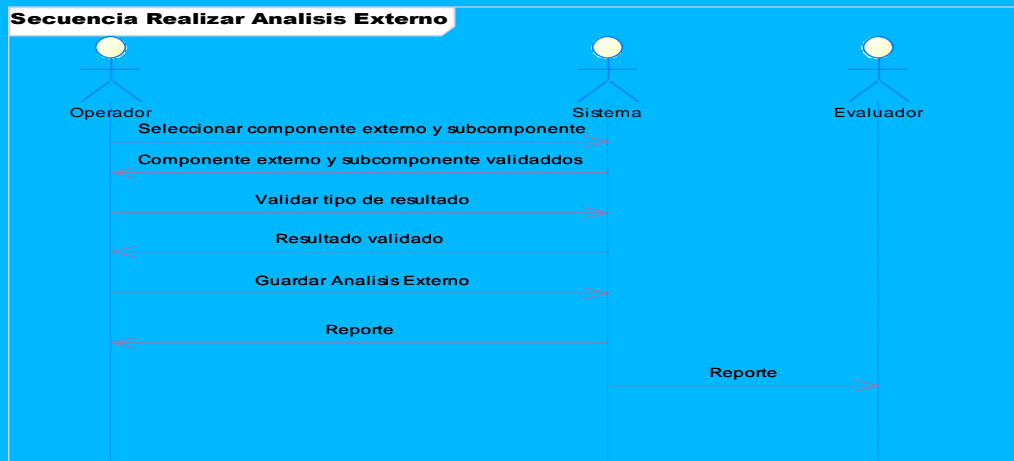 Secuencia Realizar Analisis Externo
Operador
Sistema
Evaluador
Seleccionar componente externo y subcomponente
Componente externo y subcomponente validaddos
Validar tipo de resultado
Resultado validado
Guardar Analisis Externo
Reporte
Reporte